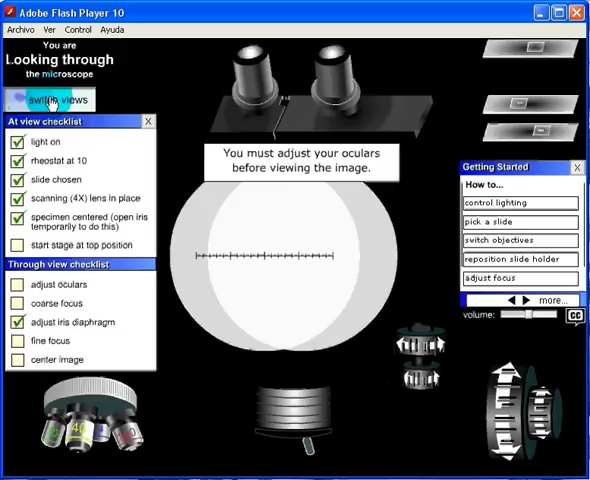 Adobe Flash Player 10
Archivo Ver Control Ayuda
You are
Looking through
the microscope
switch views
At view checklist X
light on
rheostat at 10
slide chosen
scanning (4X) lens in place
specimen centered (open iris
temporarily to do this)
start stage at top position
Through view checklist
adjust oculars
coarse focus
adjust iris diaphragm
fine focus
center image
You must adjust your oculars
before viewing the image.
Getting Started X
How to...
control lighting
pick a slide
switch objectives
reposition slide holder
adjust focus
more...
volume:
CC
40